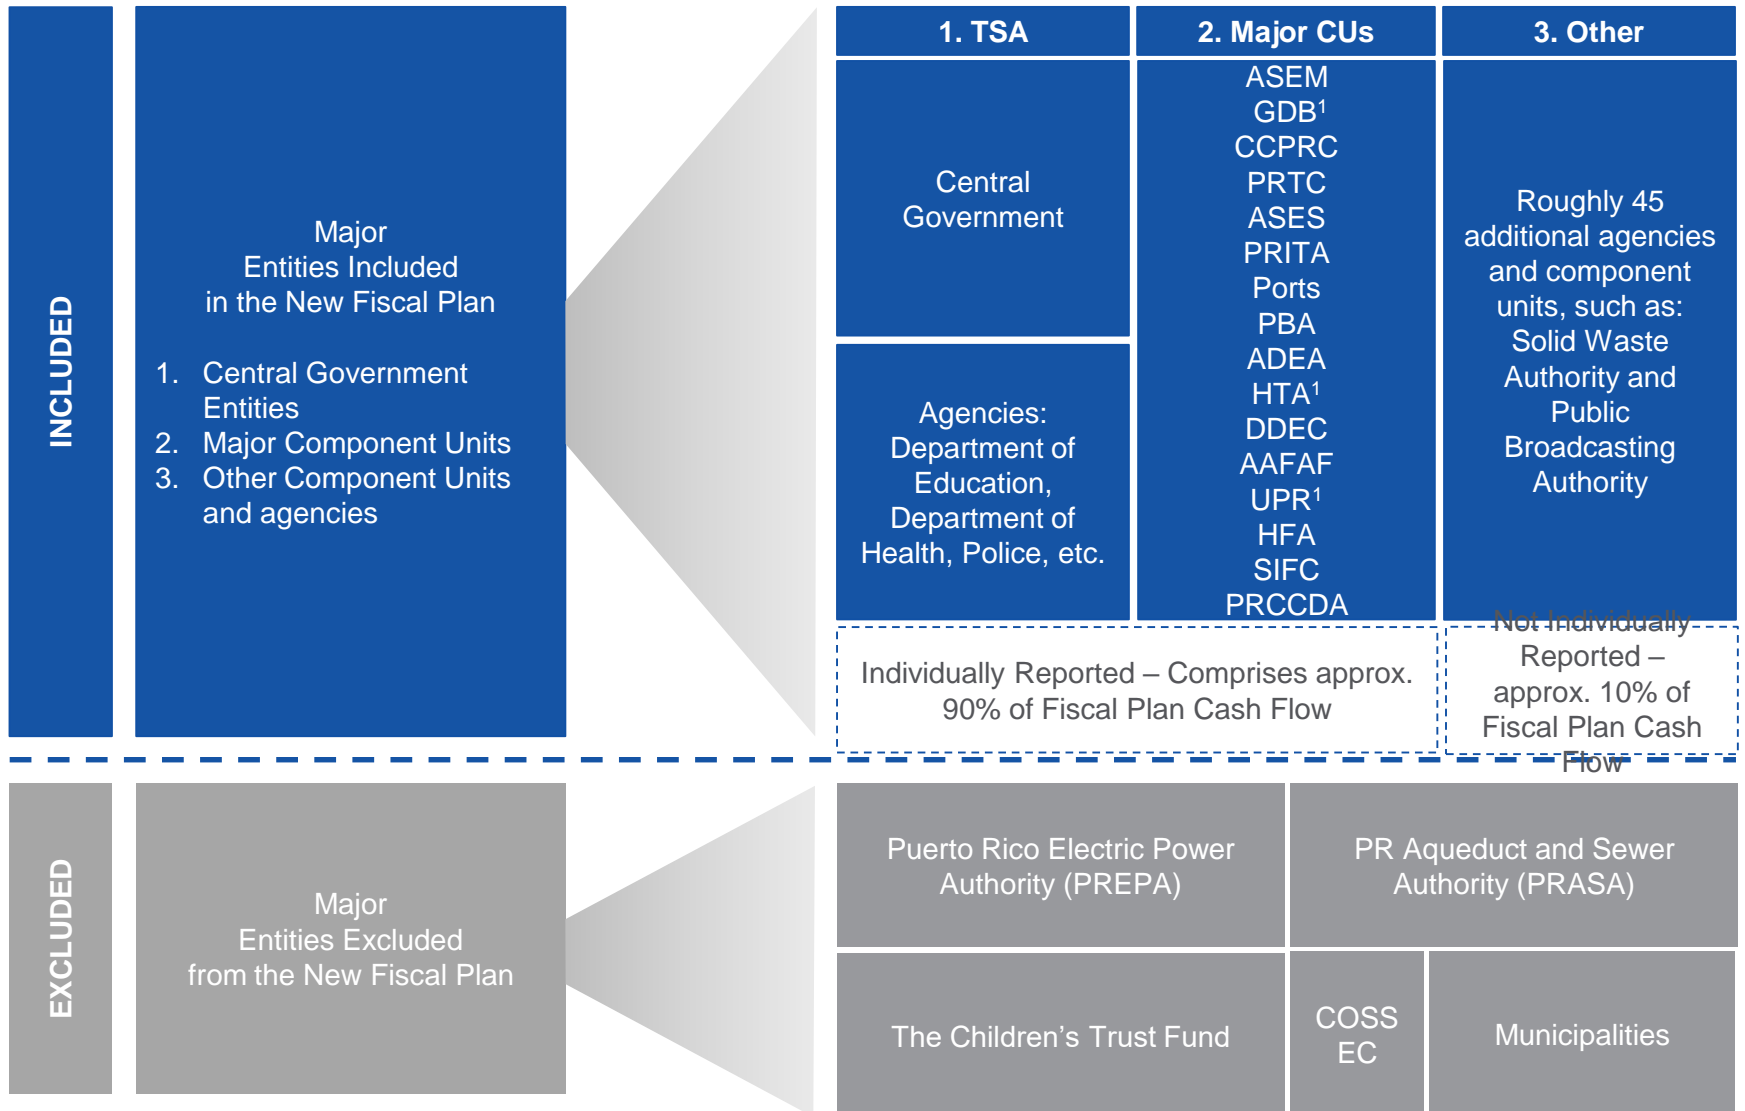 INCLUDED
Major
Entities Included
in the New Fiscal Plan
1. Central Government
Entities
2. Major Component Units
3. Other Component Units
and agencies
1. TSA
Central
Government
Agencies:
Department of
Education,
Department of
Health, Police, etc.
2. Major CUs
ASEM
GDB¹
CCPRC
PRTC
ASES
PRITA
Ports
PBA
ADEA
HTA¹
DDEC
AAFAF
UPR¹
HFA
SIFC
PRCCDA
3. Other
Roughly 45
additional agencies
and component
units, such as:
Solid Waste
Authority and
Public
Broadcasting
Authority
Individually Reported – Comprises approx.
90% of Fiscal Plan Cash Flow
Not Individually
Reported –
approx. 10% of
Fiscal Plan Cash
Flow
EXCLUDED
Major
Entities Excluded
from the New Fiscal Plan
Puerto Rico Electric Power
Authority (PREPA)
PR Aqueduct and Sewer
Authority (PRASA)
The Children’s Trust Fund
COSS
EC
Municipalities